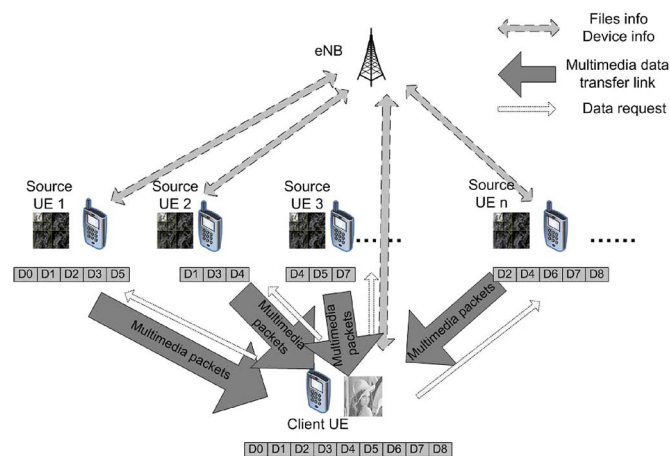 eNB
Files info
Device info
Multimedia data
transfer link
Data request
Source
UE 1
Source
UE 2
Source
UE 3
Source
UE n
D0 D1 D2 D3 D5
D1 D3 D4
D4 D5 D7
D2 D4 D6 D7 D8
Multimedia packets
Multimedia
packets
Multimedia
packets
Multimedia packets
Client UE
D0 D1 D2 D3 D4 D5 D6 D7 D8